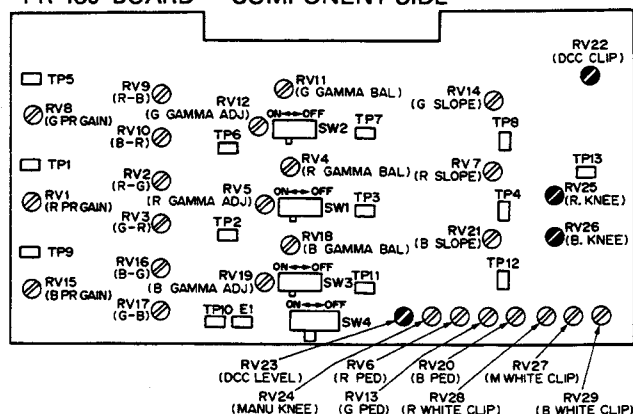 BOARD COMPONENT SIDE
RV22
(DCC CLIP)
TP5
RV9
(R-B)
RV11
(G GAMMA BAL)
RV14
(G SLOPE)
RV8
(G PR GAIN)
RV12
(G GAMMA ADJ)
ON↔OFF
SW2
TP7
TP8
RV10
(B-R)
TP6
TP1
RV2
(R-G)
RV4
(R GAMMA BAL)
RV7
(R SLOPE)
TP13
RV1
(R PR GAIN)
RV5
(R GAMMA ADJ)
ON↔OFF
SW1
TP3
TP4
RV25
(R. KNEE)
RV3
(G-R)
TP2
RV18
(B GAMMA BAL)
RV21
(B SLOPE)
RV26
(B. KNEE)
TP9
RV16
(B-G)
RV19
(B GAMMA ADJ)
ON↔OFF
SW3
TP11
TP12
RV15
(B PR GAIN)
RV17
(G-B)
TP10 E1
ON↔OFF
SW4
RV23
(DCC LEVEL)
RV6
(R PED)
RV20
(B PED)
RV27
(M WHITE CLIP)
RV24
(MANU KNEE)
RV13
(G PED)
RV28
(R WHITE CLIP)
RV29
(B WHITE CLIP)